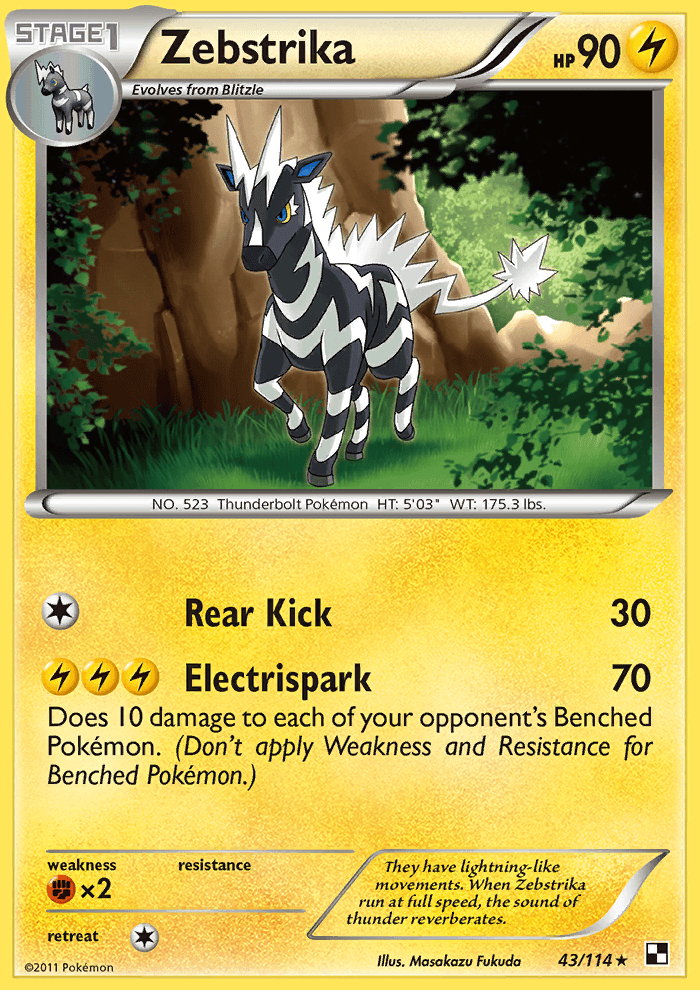 STAGE1
Zebstrika
HP 90
Evolves from Blitzle
NO. 523 Thunderbolt Pokémon HT: 5'03" WT: 175.3 lbs.
Rear Kick 30
Electrispark 70
Does 10 damage to each of your opponent's Benched
Pokémon. (Don't apply Weakness and Resistance for
Benched Pokémon.)
weakness resistance
×2
They have lightning-like
movements. When Zebstrika
run at full speed, the sound of
thunder reverberates.
retreat
©2011 Pokémon
Illus. Masakazu Fukuda 43/114 ★